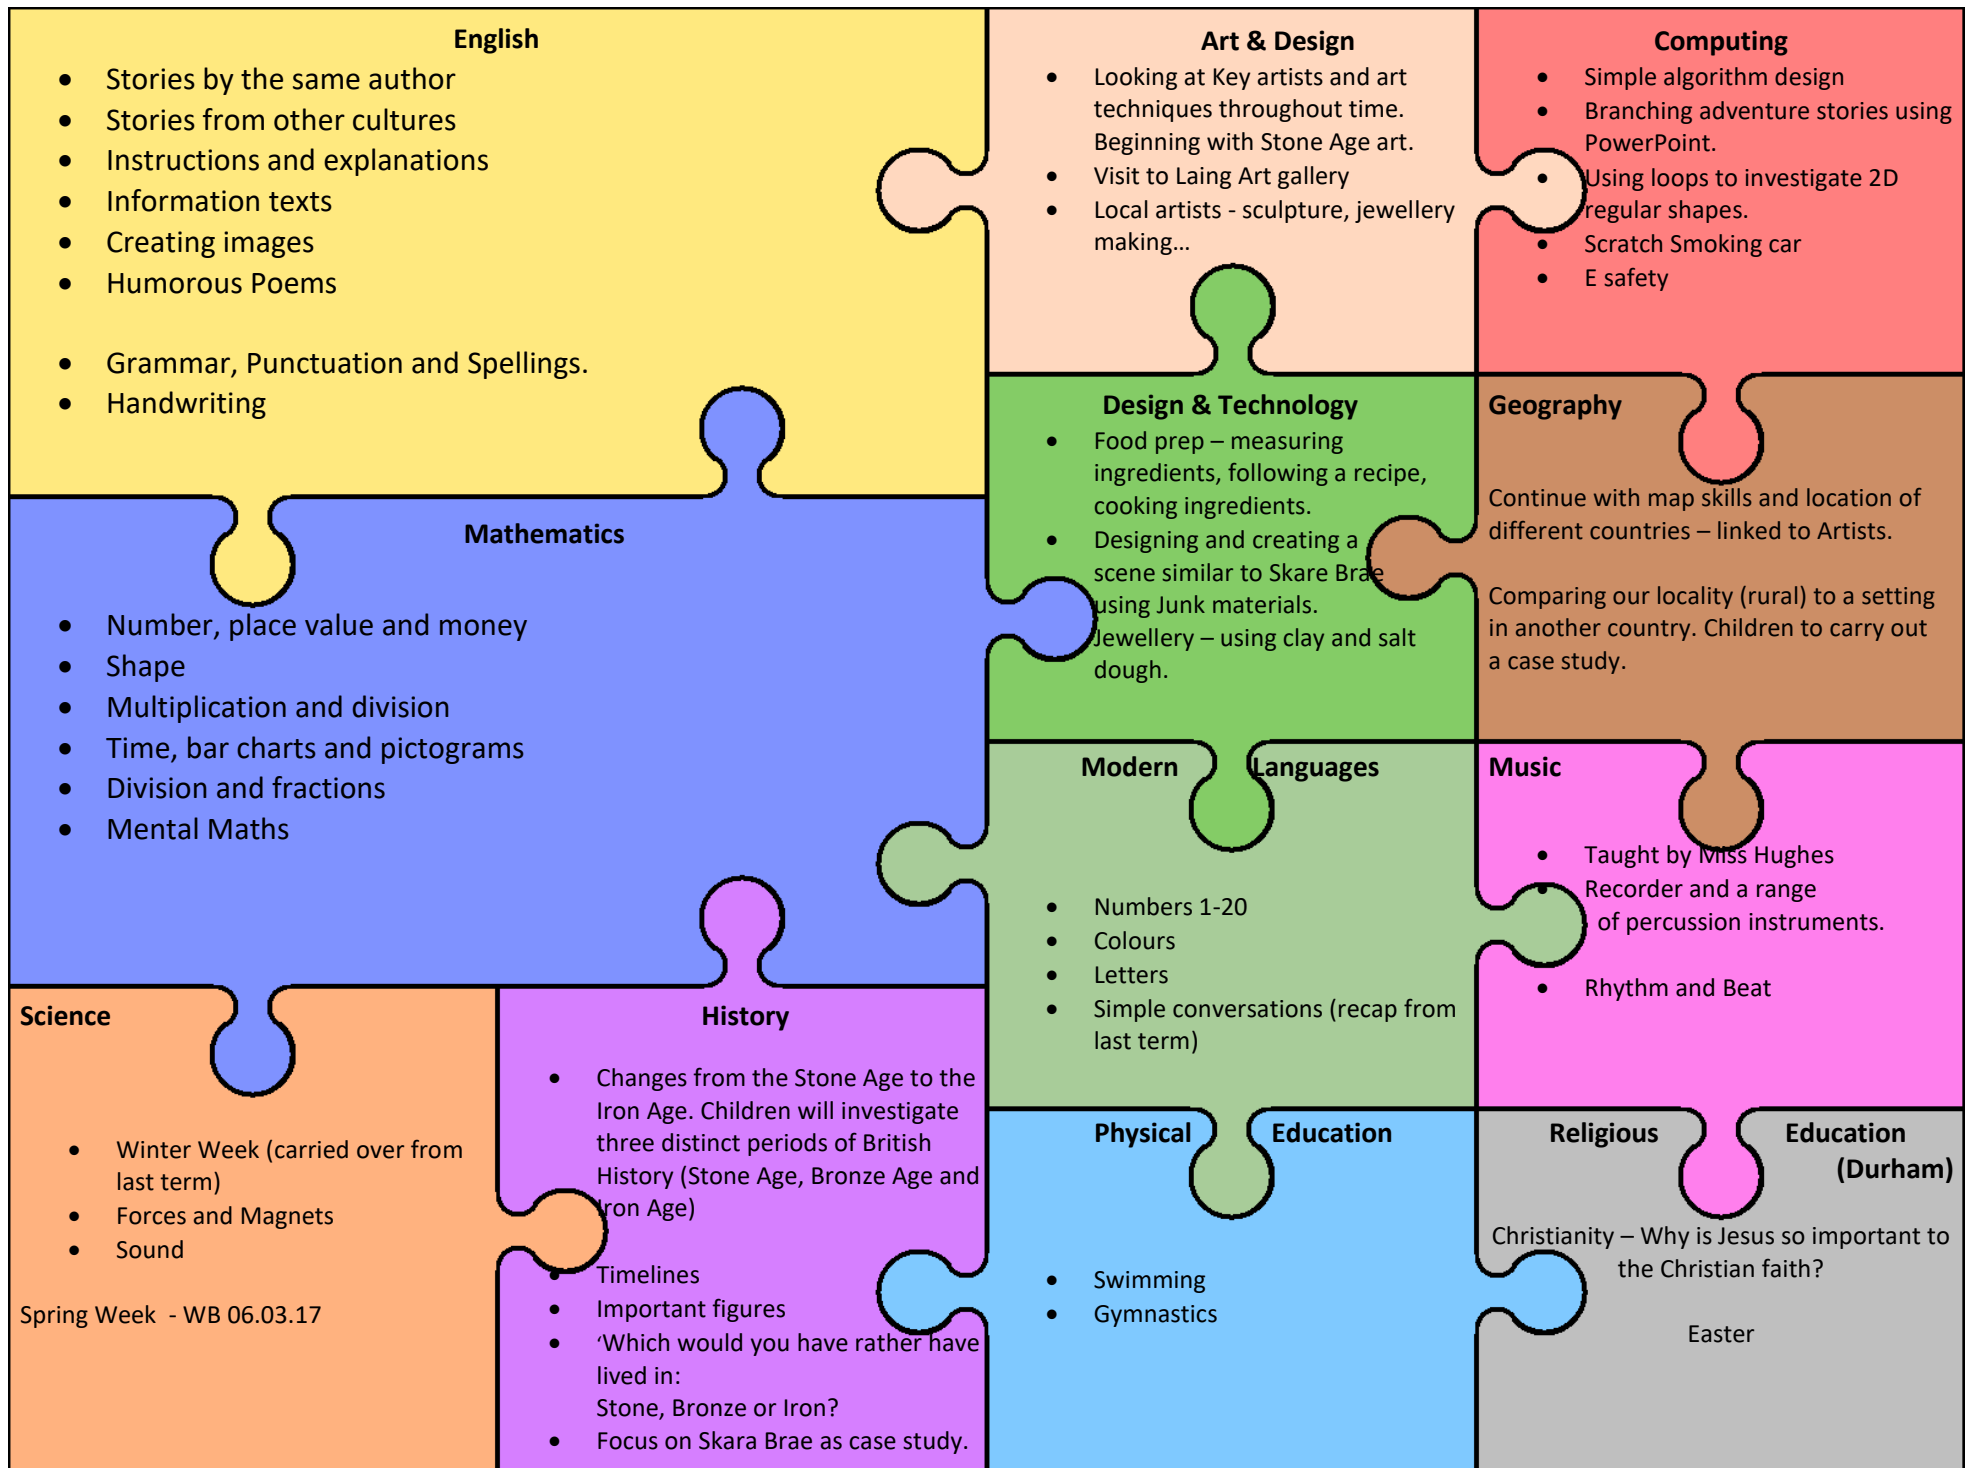 English
• Stories by the same author
• Stories from other cultures
• Instructions and explanations
• Information texts
• Creating images
• Humorous Poems
• Grammar, Punctuation and Spellings.
• Handwriting
Art & Design
• Looking at Key artists and art
techniques throughout time.
Beginning with Stone Age art.
• Visit to Laing Art gallery
• Local artists - sculpture, jewellery
making…
Computing
• Simple algorithm design
• Branching adventure stories using
PowerPoint.
• Using loops to investigate 2D
regular shapes.
• Scratch Smoking car
• E safety
Mathematics
• Number, place value and money
• Shape
• Multiplication and division
• Time, bar charts and pictograms
• Division and fractions
• Mental Maths
Design & Technology
• Food prep – measuring
ingredients, following a recipe,
cooking ingredients.
• Designing and creating a
scene similar to Skare Brae
using Junk materials.
Jewellery – using clay and salt
dough.
Geography
Continue with map skills and location of
different countries – linked to Artists.
Comparing our locality (rural) to a setting
in another country. Children to carry out
a case study.
Modern Languages
• Numbers 1-20
• Colours
• Letters
• Simple conversations (recap from
last term)
Music
• Taught by Miss Hughes
• Recorder and a range
of percussion instruments.
• Rhythm and Beat
Science
• Winter Week (carried over from
last term)
• Forces and Magnets
• Sound
Spring Week - WB 06.03.17
History
• Changes from the Stone Age to the
Iron Age. Children will investigate
three distinct periods of British
History (Stone Age, Bronze Age and
Iron Age)
• Timelines
• Important figures
• ‘Which would you have rather have
lived in:
Stone, Bronze or Iron?
• Focus on Skara Brae as case study.
Physical Education
• Swimming
• Gymnastics
Religious Education
(Durham)
Christianity – Why is Jesus so important to
the Christian faith?
Easter